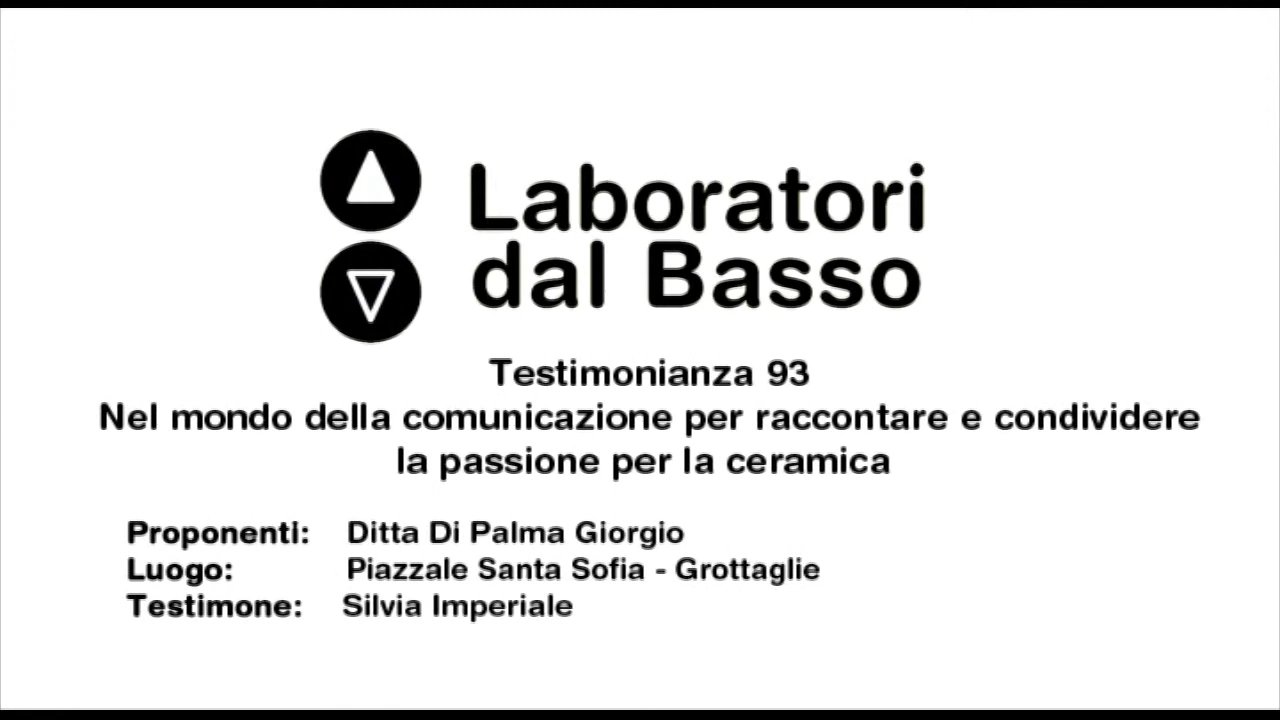 Laboratori
dal Basso
Testimonianza 93
Nel mondo della comunicazione per raccontare e condividere
la passione per la ceramica
Proponenti: Ditta Di Palma Giorgio
Luogo: Piazzale Santa Sofia - Grottaglie
Testimone: Silvia Imperiale